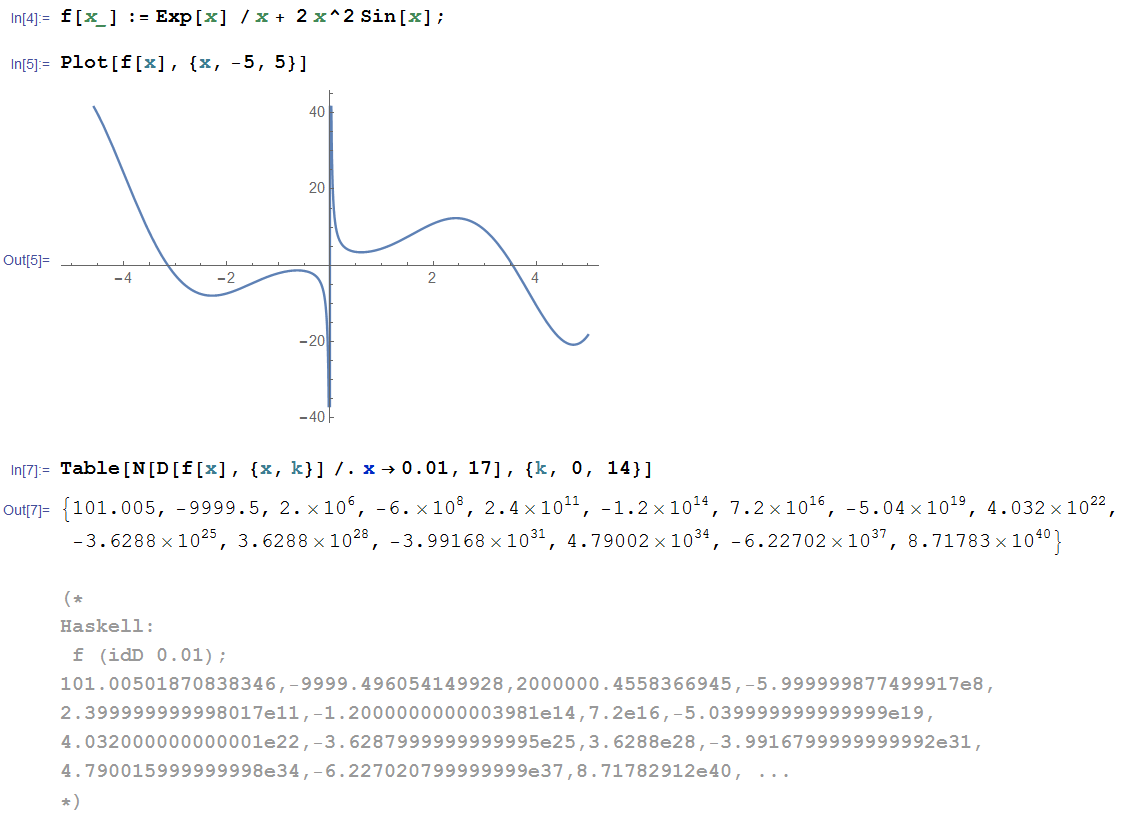 In[4]:= f[x_] := Exp[x] / x + 2 x^2 Sin[x];
In[5]:= Plot[f[x], {x, -5, 5}]
40
20
Out[5]=
-4 -2 2 4
-20
-40
In[7]:= Table[N[D[f[x], {x, k}] /. x → 0.01, 17], {k, 0, 14}]
Out[7]= {101.005, -9999.5, 2. × 10^6, -6. × 10^8, 2.4 × 10^11, -1.2 × 10^14, 7.2 × 10^16, -5.04 × 10^19, 4.032 × 10^22,
-3.6288 × 10^25, 3.6288 × 10^28, -3.99168 × 10^31, 4.79002 × 10^34, -6.22702 × 10^37, 8.71783 × 10^40}
(*
Haskell:
f (idD 0.01);
101.00501870838346,-9999.496054149928,2000000.4558366945,-5.999999877499917e8,
2.399999999998017e11,-1.2000000000003981e14,7.2e16,-5.039999999999999e19,
4.032000000000001e22,-3.6287999999999995e25,3.6288e28,-3.9916799999999992e31,
4.790015999999998e34,-6.227020799999999e37,8.71782912e40, ...
*)